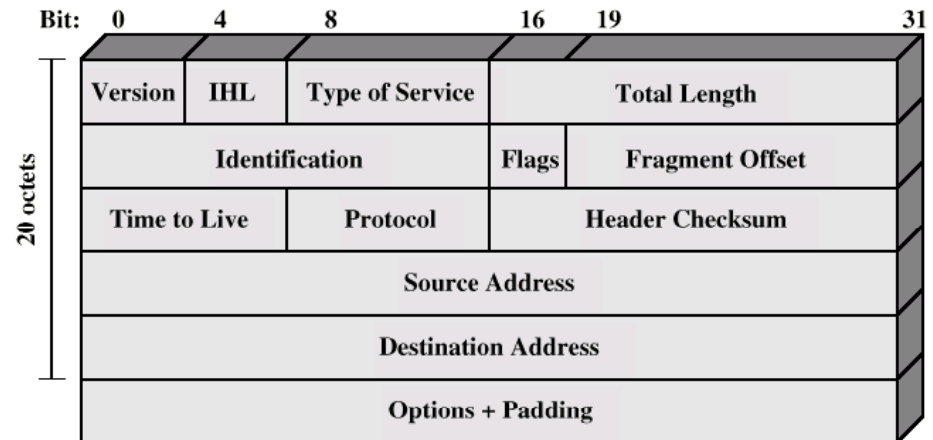 Bit: 0 4 8 16 19 31
Version IHL Type of Service Total Length
Identification Flags Fragment Offset
Time to Live Protocol Header Checksum
Source Address
Destination Address
Options + Padding
20 octets